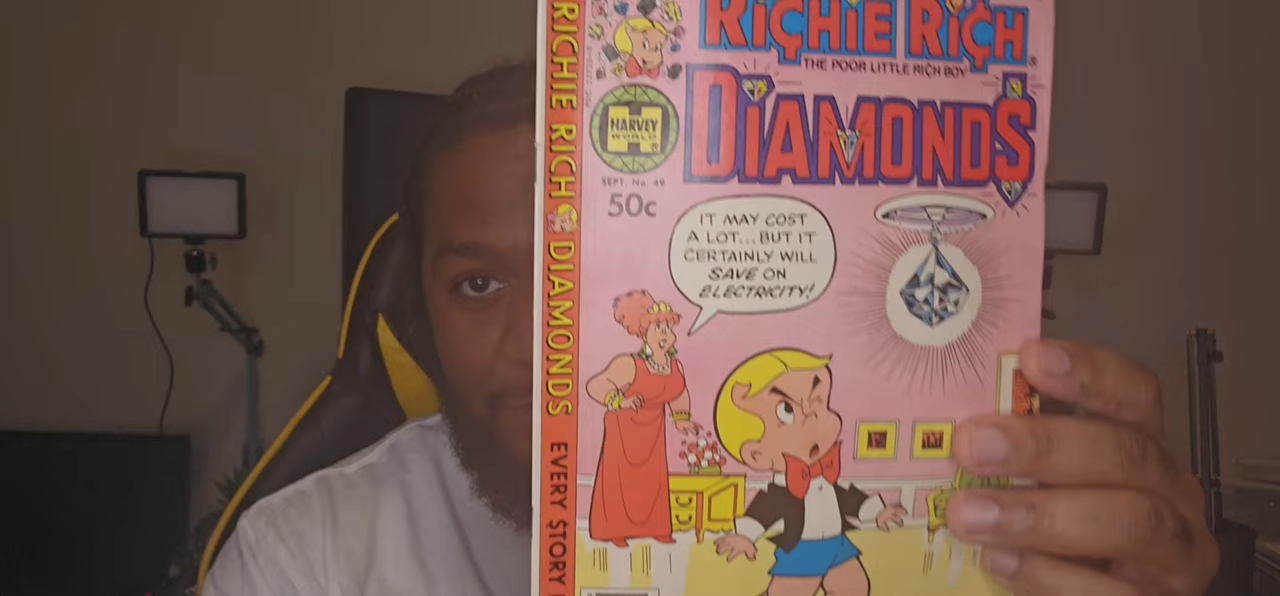 RICHIE RICH DIAMONDS EVERY $TORY
RiCHiE RiCH
THE POOR LITTLE RICH BOY
DiAMONDS
HARVEY
WORLD
SEPT. No. 49
50c
IT MAY COST
A LOT...BUT IT
CERTAINLY WILL
SAVE ON
ELECTRICITY!